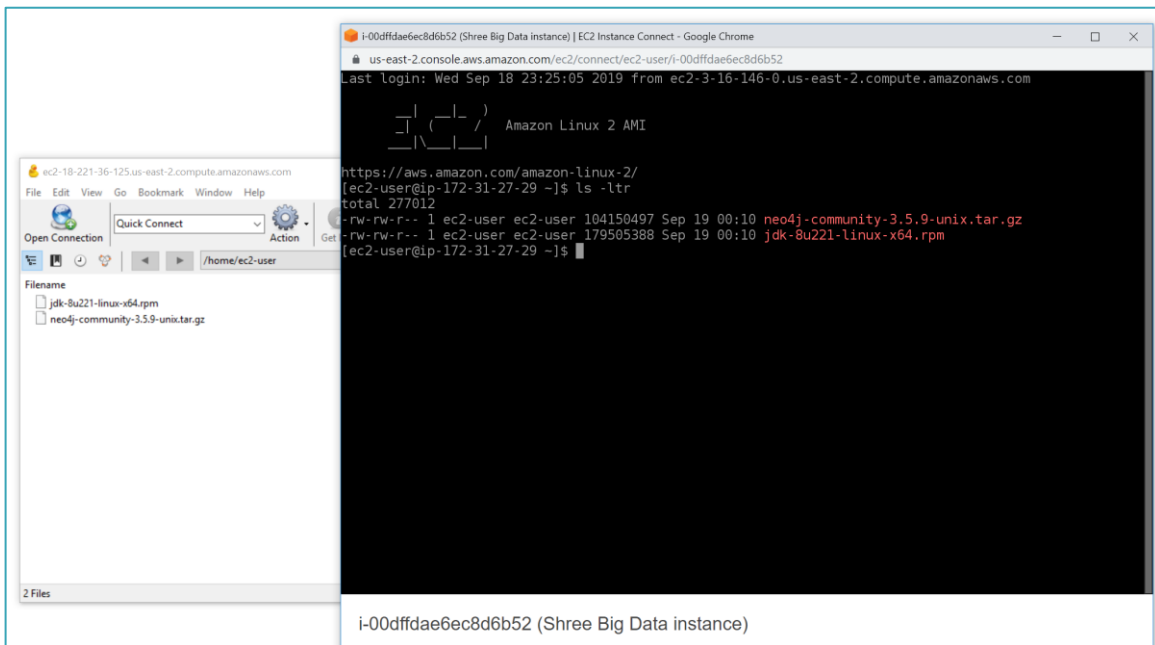 ec2-18-221-36-125.us-east-2.compute.amazonaws.com
File Edit View Go Bookmark Window Help
Open Connection
Quick Connect
Action
Get
/home/ec2-user
Filename
jdk-8u221-linux-x64.rpm
neo4j-community-3.5.9-unix.tar.gz
2 Files
i-00dffdae6ec8d6b52 (Shree Big Data instance) | EC2 Instance Connect - Google Chrome
us-east-2.console.aws.amazon.com/ec2/connect/ec2-user/i-00dffdae6ec8d6b52
Last login: Wed Sep 18 23:25:05 2019 from ec2-3-16-146-0.us-east-2.compute.amazonaws.com
__|  __|_  )
_|  (     /   Amazon Linux 2 AMI
___|\___|___|
https://aws.amazon.com/amazon-linux-2/
[ec2-user@ip-172-31-27-29 ~]$ ls -ltr
total 277012
-rw-rw-r-- 1 ec2-user ec2-user 104150497 Sep 19 00:10 neo4j-community-3.5.9-unix.tar.gz
-rw-rw-r-- 1 ec2-user ec2-user 179505388 Sep 19 00:10 jdk-8u221-linux-x64.rpm
[ec2-user@ip-172-31-27-29 ~]$
i-00dffdae6ec8d6b52 (Shree Big Data instance)